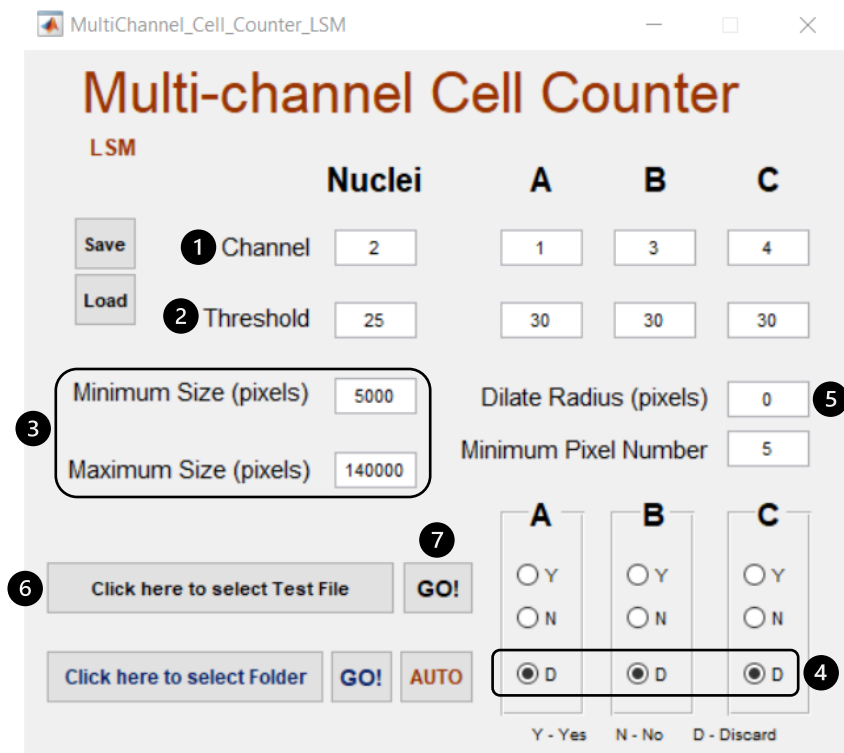 MultiChannel_Cell_Counter_LSM
Multi-channel Cell Counter
LSM
Nuclei A B C
Save 1 Channel 2 1 3 4
Load
2 Threshold 25 30 30 30
Minimum Size (pixels) 5000 Dilate Radius (pixels) 0 5
3
Maximum Size (pixels) 140000 Minimum Pixel Number 5
A B C
7
6 Click here to select Test File GO! Y Y Y
N N N
Click here to select Folder GO! AUTO D D D 4
Y - Yes N - No D - Discard